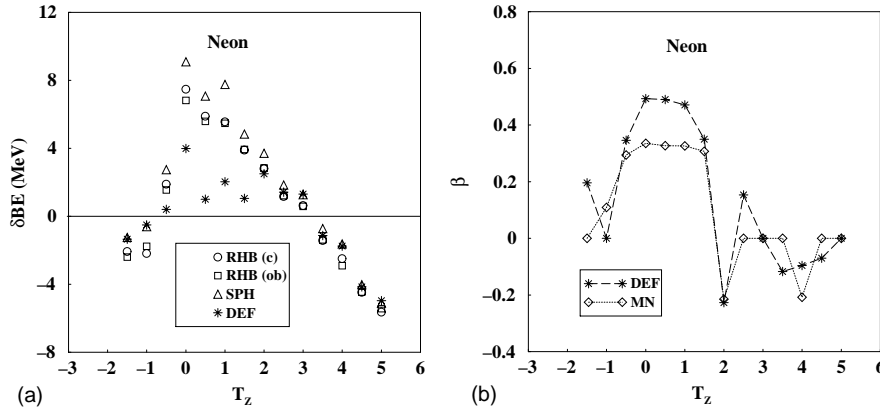 12
8
4
0
−4
−8
δBE (MeV)
Neon
RHB (c)
RHB (ob)
SPH
DEF
−3 −2 −1 0 1 2 3 4 5 6
T_Z
(a)
0.8
0.6
0.4
0.2
0
−0.2
−0.4
β
Neon
DEF
MN
−3 −2 −1 0 1 2 3 4 5 6
T_Z
(b)